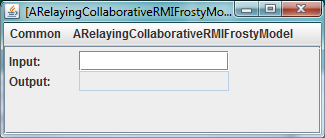 [ARelayingCollaborativeRMIFrostyMo...
Common ARelayingCollaborativeRMIFrostyModel
Input:
Output: